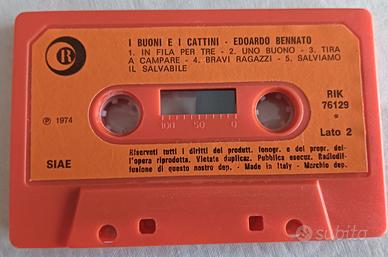 I BUONI E I CATTINI - EDOARDO BENNATO
1. IN FILA PER TRE - 2. UNO BUONO - 3. TIRA
A CAMPARE - 4. BRAVI RAGAZZI - 5. SALVIAMO
IL SALVABILE
R
RIK
76129
*
℗ 1974
100 50 0
Lato 2
SIAE
Riservati tutti i diritti del produtt. fonogr. e del propr. del-
l'opera riprodotta. Vietate duplicaz. Pubblica esecuz. Radiodif-
fusione di questo nastro dep. - Made in Italy - Marchio dep.
subito